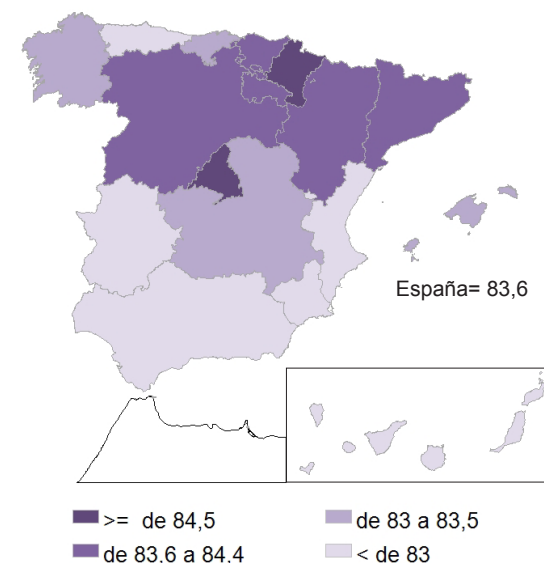 España= 83,6
>= de 84,5
de 83 a 83,5
de 83.6 a 84.4
< de 83